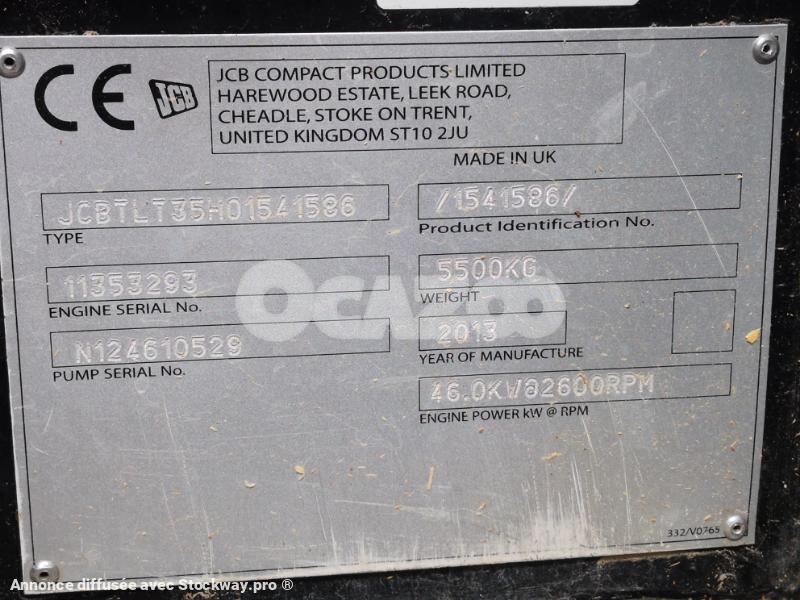 CE JCB
JCB COMPACT PRODUCTS LIMITED
HAREWOOD ESTATE, LEEK ROAD,
CHEADLE, STOKE ON TRENT,
UNITED KINGDOM ST10 2JU
MADE IN UK
JCBTLT35H01541586
TYPE
/1541586/
Product Identification No.
11353293
ENGINE SERIAL No.
5500KG
WEIGHT
N124610529
PUMP SERIAL No.
2013
YEAR OF MANUFACTURE
46.0KW@2600RPM
ENGINE POWER kW @ RPM
OCAZOO
332/V0765
Annonce diffusée avec Stockway.pro ®